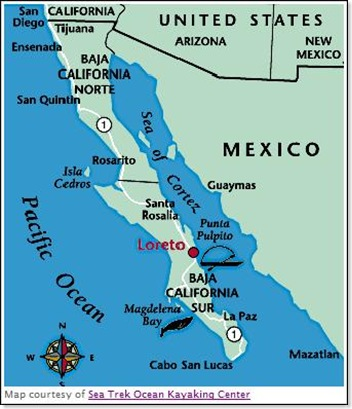 San
Diego
CALIFORNIA
Tijuana
UNITED STATES
ARIZONA
NEW
MEXICO
Ensenada
BAJA
CALIFORNIA
NORTE
San Quintin
1
Sea of Cortez
MEXICO
Rosarito
Isla
Cedros
Guaymas
Santa
Rosalia
Punta
Pulpito
Loreto
Pacific Ocean
BAJA
CALIFORNIA
SUR
Magdelena
Bay
La Paz
1
N
W
E
S
Cabo San Lucas
Mazatlan
Map courtesy of Sea Trek Ocean Kayaking Center